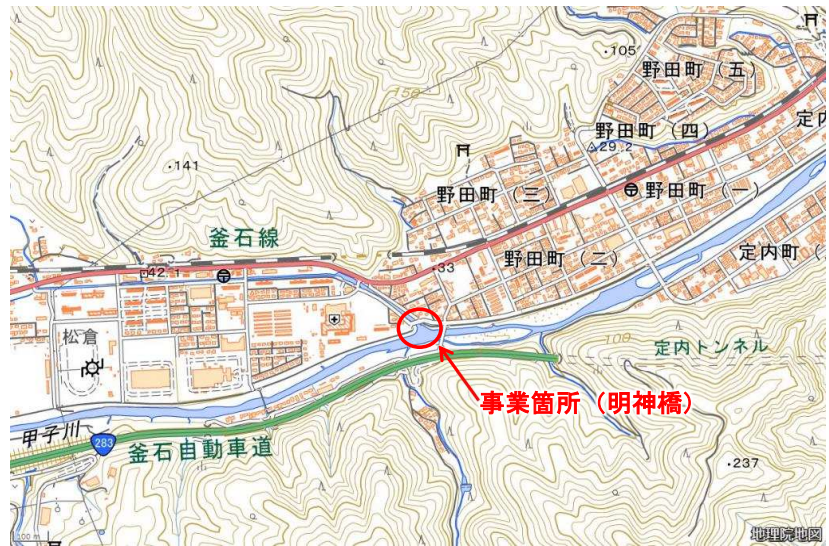 ・105
野田町（五）
150
野田町（四）
定内
△29.2
・141
野田町（三）
野田町（一）
釜石線
・33
野田町（二）
定内町（
42.1
松倉
100
定内トンネル
事業箇所（明神橋）
甲子川
283
釜石自動車道
・237
100 m
地理院地図